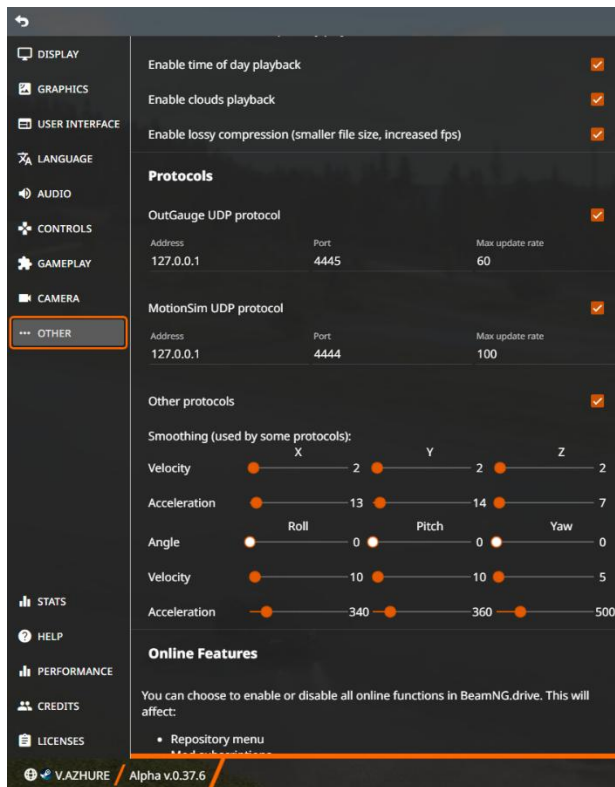 DISPLAY
GRAPHICS
USER INTERFACE
LANGUAGE
AUDIO
CONTROLS
GAMEPLAY
CAMERA
OTHER
STATS
HELP
PERFORMANCE
CREDITS
LICENSES
Enable time of day playback
Enable clouds playback
Enable lossy compression (smaller file size, increased fps)
Protocols
OutGauge UDP protocol
Address Port Max update rate
127.0.0.1 4445 60
MotionSim UDP protocol
Address Port Max update rate
127.0.0.1 4444 100
Other protocols
Smoothing (used by some protocols):
X Y Z
Velocity 2 2 2
Acceleration 13 14 7
Roll Pitch Yaw
Angle 0 0 0
Velocity 10 10 5
Acceleration 340 360 500
Online Features
You can choose to enable or disable all online functions in BeamNG.drive. This will
affect:
• Repository menu
V.AZHURE / Alpha v.0.37.6